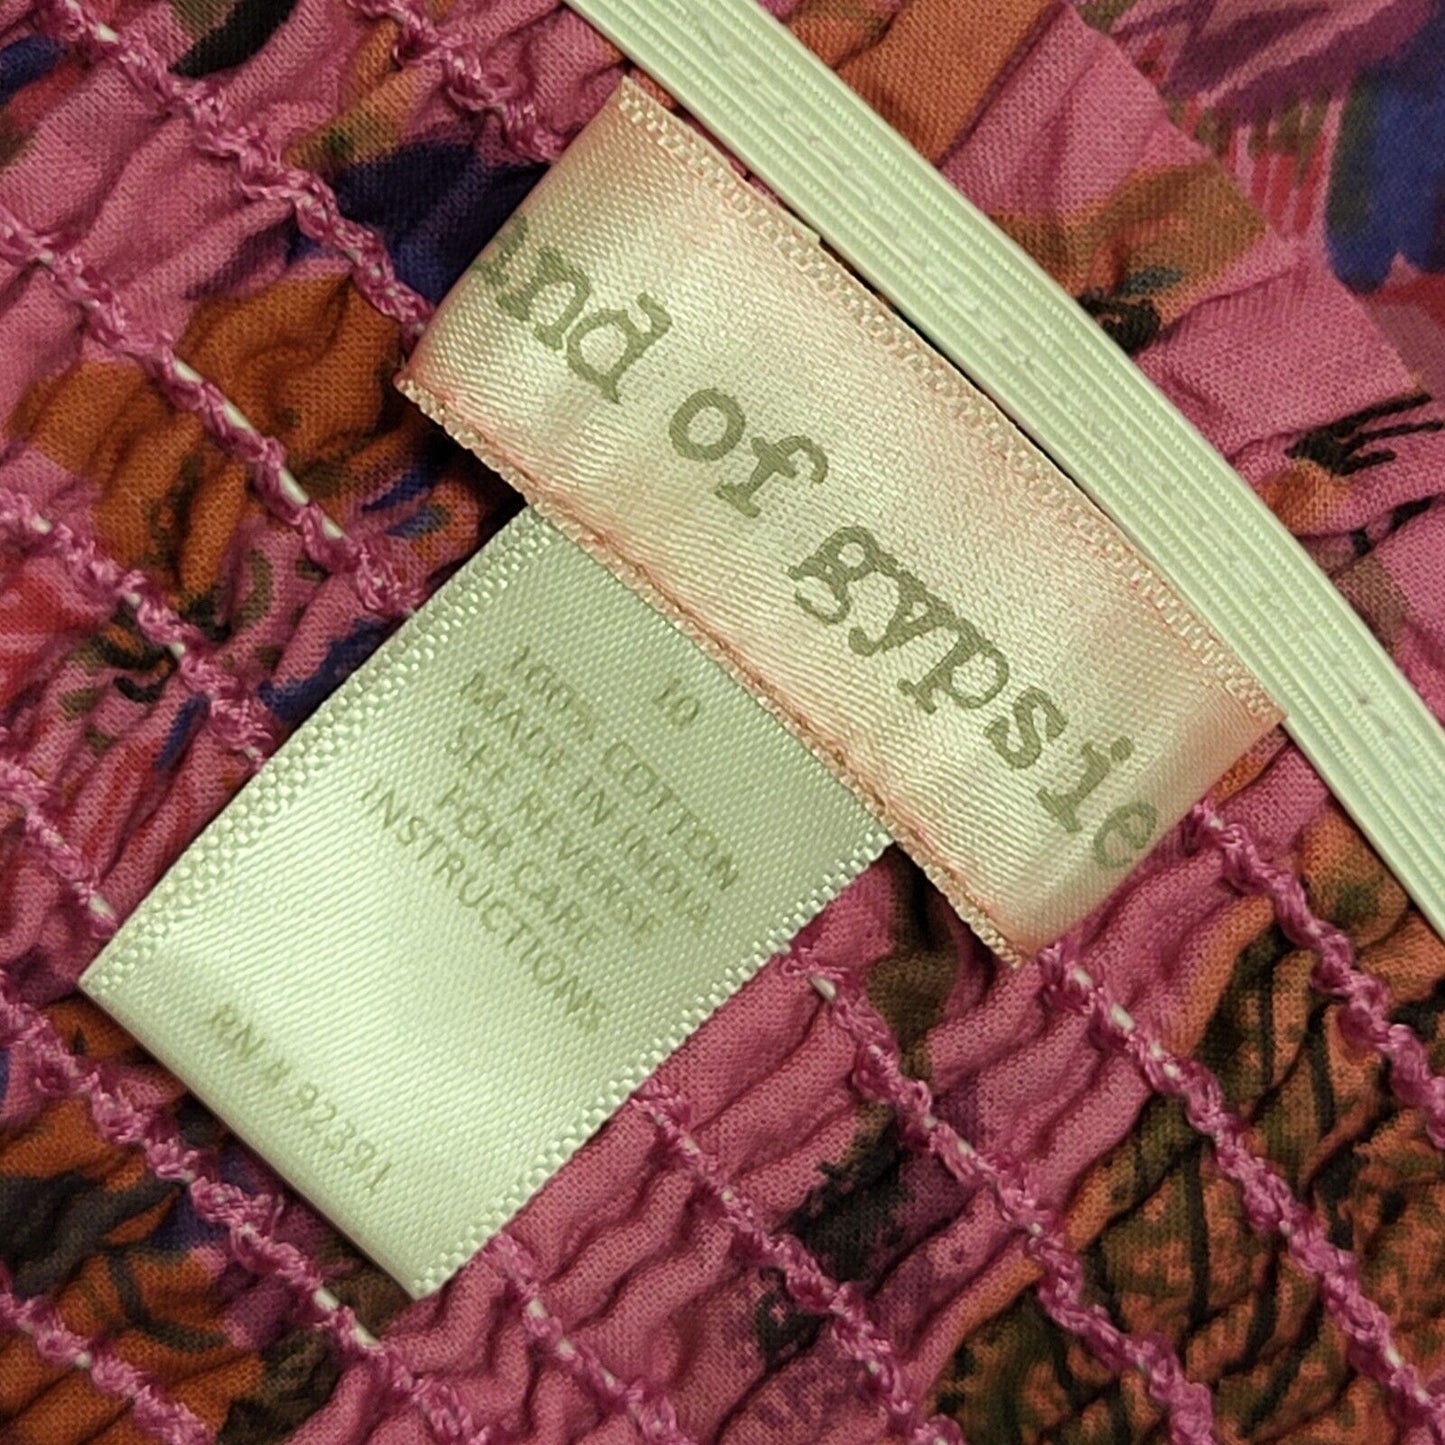 and of gypsie
10
100% COTTON
MADE IN INDIA
SEE REVERSE
FOR CARE
INSTRUCTIONS
RN # 92391